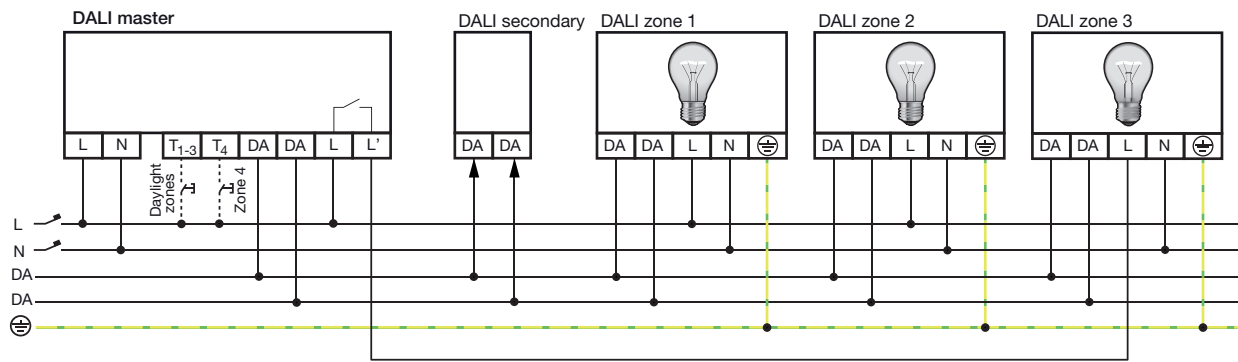 DALI master
DALI secondary
DALI zone 1
DALI zone 2
DALI zone 3
L N T1-3 T4 DA DA L L'
DA DA
DA DA L N
DA DA L N
DA DA L N
Daylight
zones
Zone 4
L
N
DA
DA